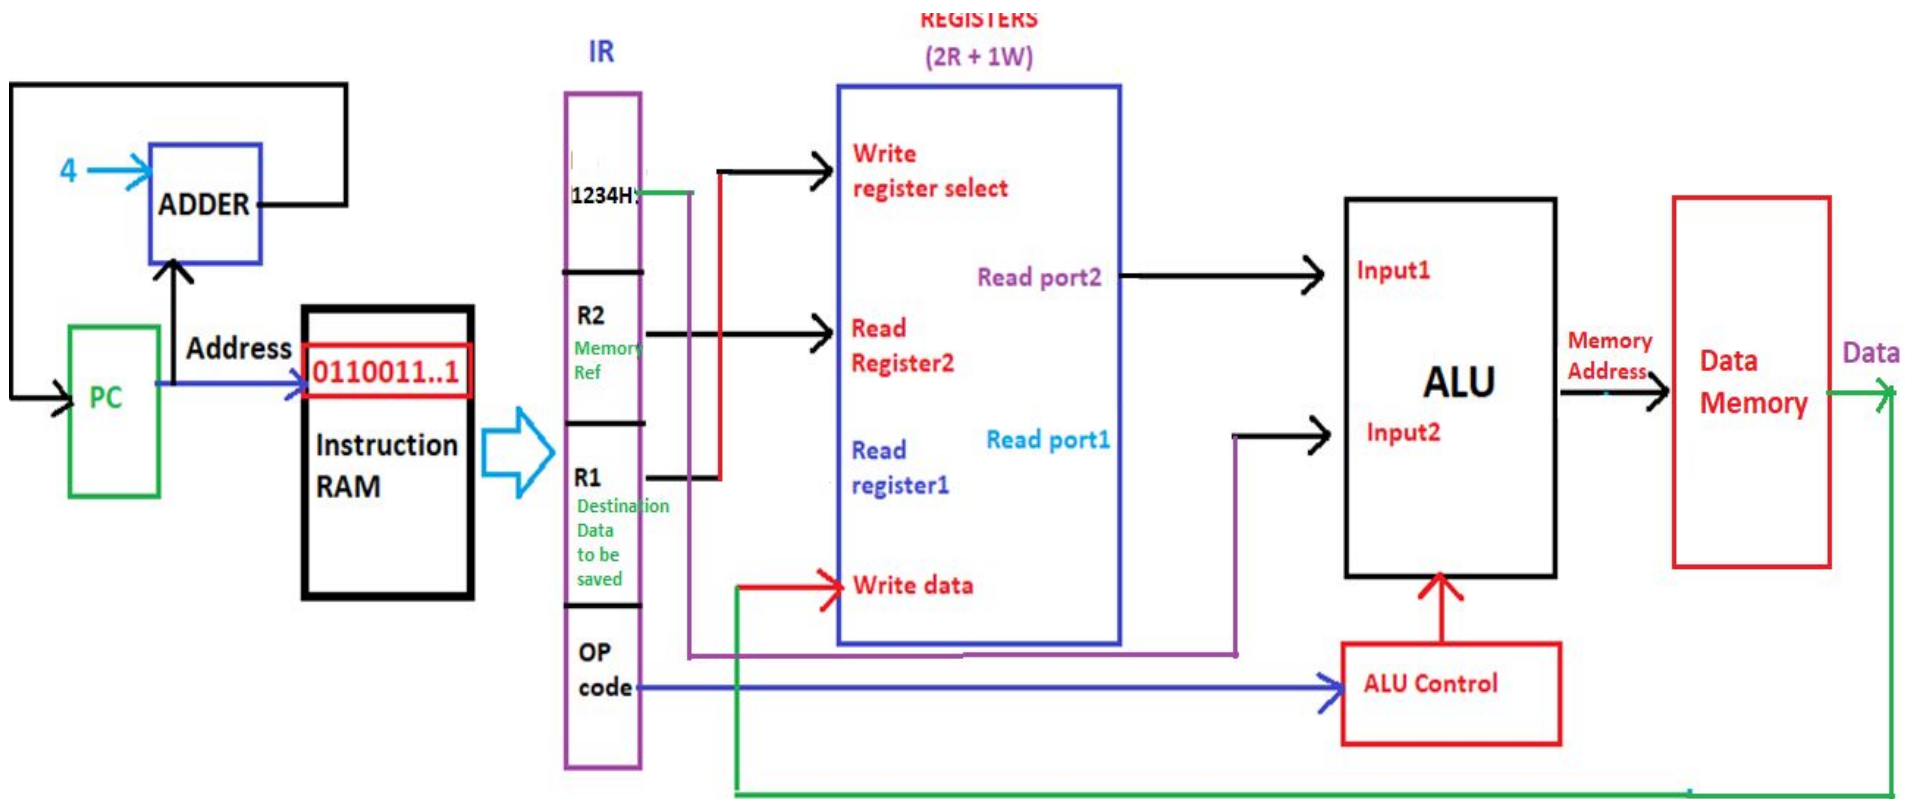 REGISTERS
(2R + 1W)
IR
4
ADDER
Address
PC
0110011..1
Instruction
RAM
1234H
R2
Memory
Ref
R1
Destination
Data
to be
saved
OP
code
Write
register select
Read port2
Read
Register2
Read port1
Read
register1
Write data
Input1
ALU
Input2
ALU Control
Memory
Address
Data
Memory
Data